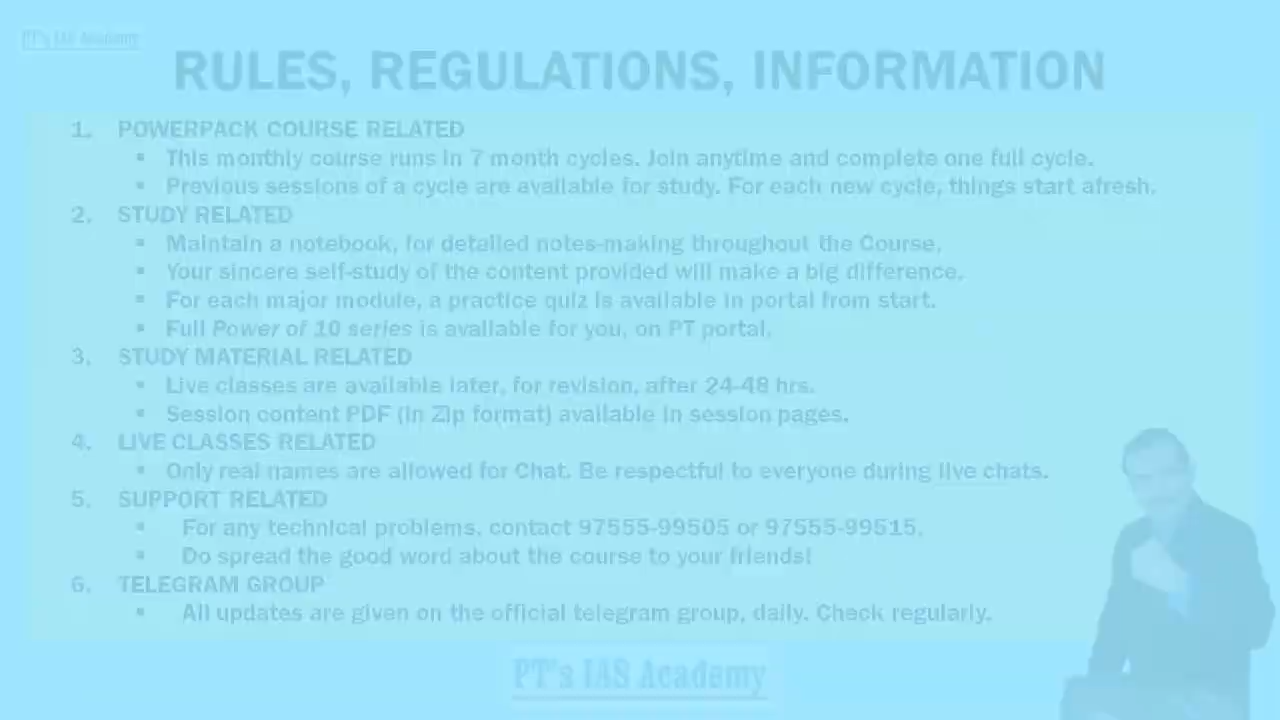 PT's IAS Academy
RULES, REGULATIONS, INFORMATION
1. POWERPACK COURSE RELATED
▪ This monthly course runs in 7 month cycles. Join anytime and complete one full cycle.
▪ Previous sessions of a cycle are available for study. For each new cycle, things start afresh.
2. STUDY RELATED
▪ Maintain a notebook, for detailed notes-making throughout the Course.
▪ Your sincere self-study of the content provided will make a big difference.
▪ For each major module, a practice quiz is available in portal from start.
▪ Full Power of 10 series is available for you, on PT portal.
3. STUDY MATERIAL RELATED
▪ Live classes are available later, for revision, after 24-48 hrs.
▪ Session content PDF (in Zip format) available in session pages.
4. LIVE CLASSES RELATED
▪ Only real names are allowed for Chat. Be respectful to everyone during live chats.
5. SUPPORT RELATED
▪ For any technical problems, contact 97555-99505 or 97555-99515.
▪ Do spread the good word about the course to your friends!
6. TELEGRAM GROUP
▪ All updates are given on the official telegram group, daily. Check regularly.
PT's IAS Academy